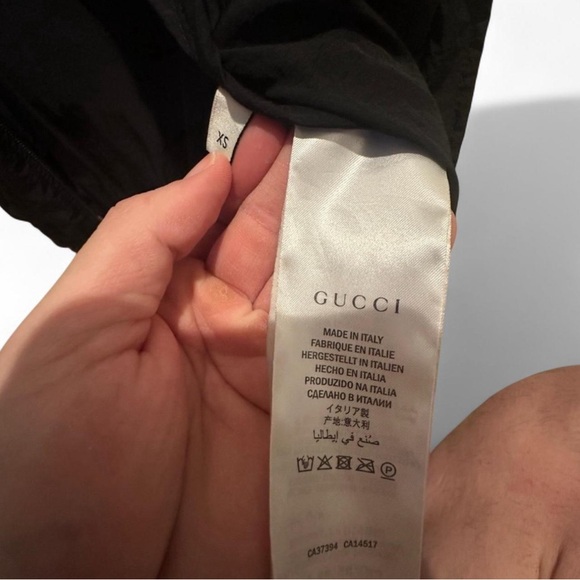 XS
GUCCI
MADE IN ITALY
FABRIQUE EN ITALIE
HERGESTELLT IN ITALIEN
HECHO EN ITALIA
PRODUZIDO NA ITALIA
СДЕЛАНО В ИТАЛИИ
イタリア製
产地:意大利
صنع في إيطاليا
P
CA37394 CA14517